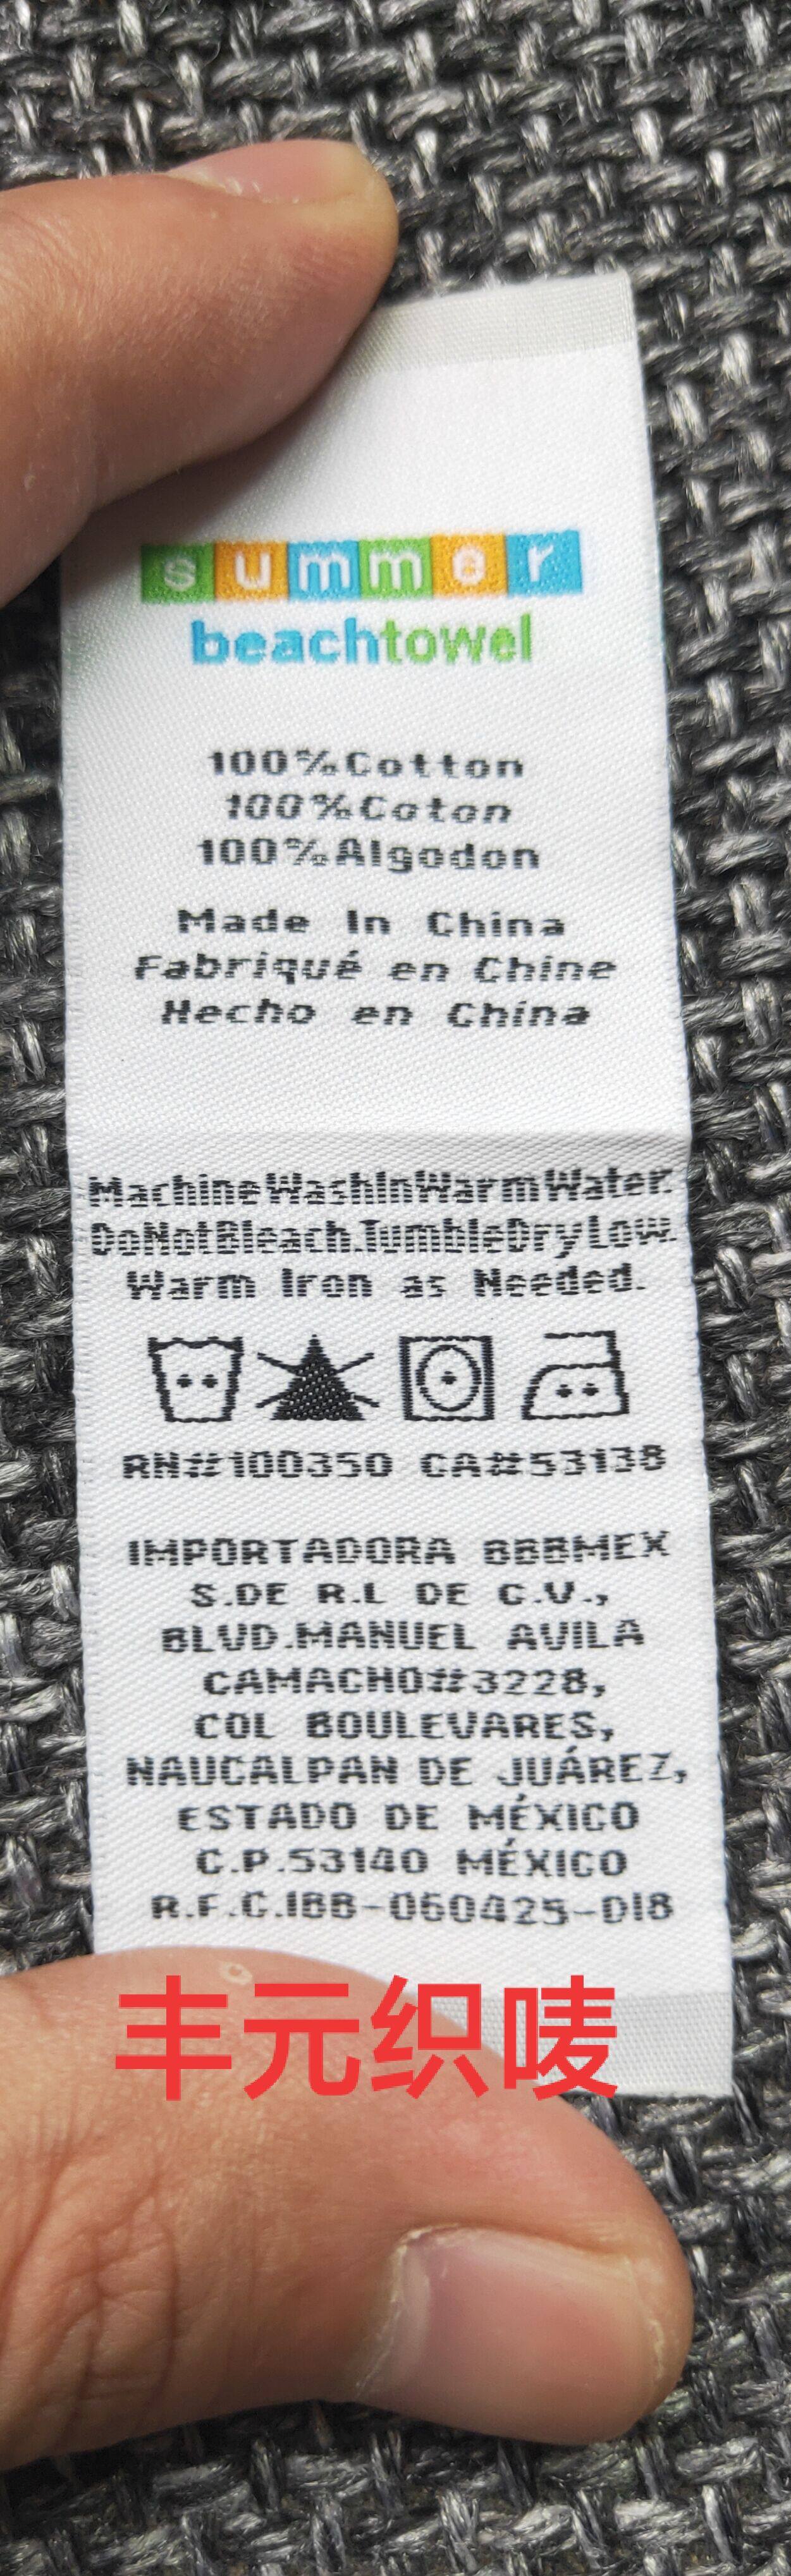 summer
beachtowel
100%Cotton
100%Coton
100%Algodon
Made In China
Fabriqué en Chine
Hecho en China
MachineWashInWarmWater.
DoNotBleach.TumbleDryLow.
Warm Iron as Needed.
RN#100350 CA#53138
IMPORTADORA BBBMEX
S.DE R.L DE C.V.,
BLVD.MANUEL AVILA
CAMACHO#3228,
COL BOULEVARES,
NAUCALPAN DE JUÁREZ,
ESTADO DE MÉXICO
C.P.53140 MÉXICO
R.F.C.IBB-060425-DI8
丰元织唛